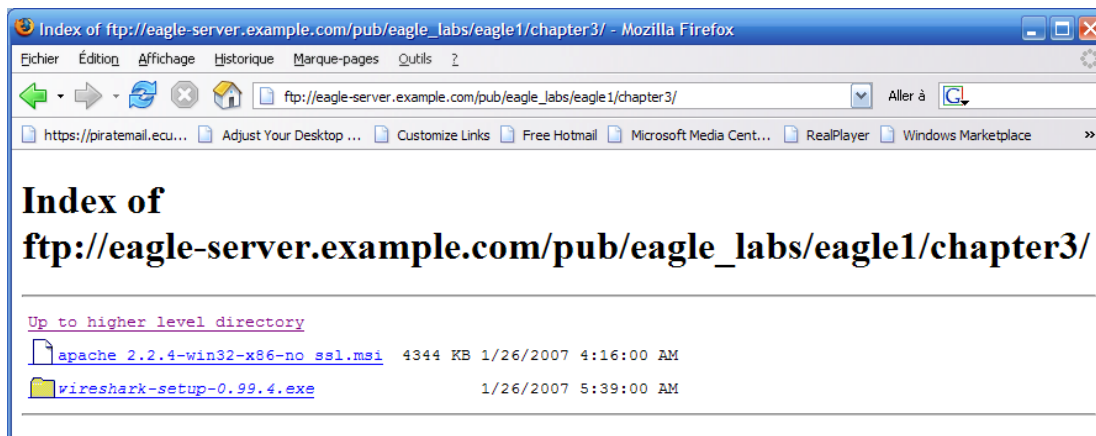 Index of ftp://eagle-server.example.com/pub/eagle_labs/eagle1/chapter3/ - Mozilla Firefox
Fichier Édition Affichage Historique Marque-pages Outils ?
ftp://eagle-server.example.com/pub/eagle_labs/eagle1/chapter3/ Aller à G
https://piratemail.ecu... Adjust Your Desktop ... Customize Links Free Hotmail Microsoft Media Cent... RealPlayer Windows Marketplace »
Index of
ftp://eagle-server.example.com/pub/eagle_labs/eagle1/chapter3/
Up to higher level directory
apache 2.2.4-win32-x86-no ssl.msi 4344 KB 1/26/2007 4:16:00 AM
wireshark-setup-0.99.4.exe 1/26/2007 5:39:00 AM